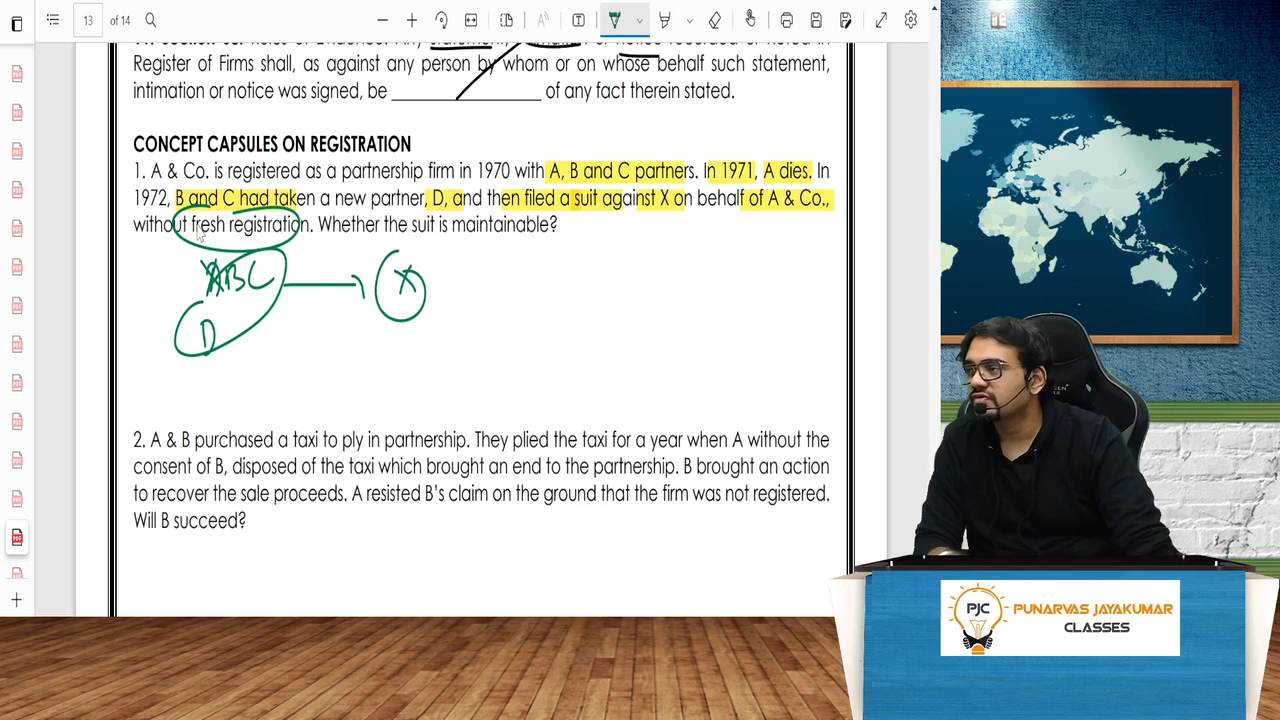 13 of 14
Register of Firms shall, as against any person by whom or on whose behalf such statement,
intimation or notice was signed, be ____________________ of any fact therein stated.
CONCEPT CAPSULES ON REGISTRATION
1. A & Co. is registered as a partnership firm in 1970 with A, B and C partners. In 1971, A dies. In
1972, B and C had taken a new partner, D, and then filed a suit against X on behalf of A & Co.,
without fresh registration. Whether the suit is maintainable?
ABC X
D
2. A & B purchased a taxi to ply in partnership. They plied the taxi for a year when A without the
consent of B, disposed of the taxi which brought an end to the partnership. B brought an action
to recover the sale proceeds. A resisted B's claim on the ground that the firm was not registered.
Will B succeed?
PJC PUNARVAS JAYAKUMAR
CLASSES